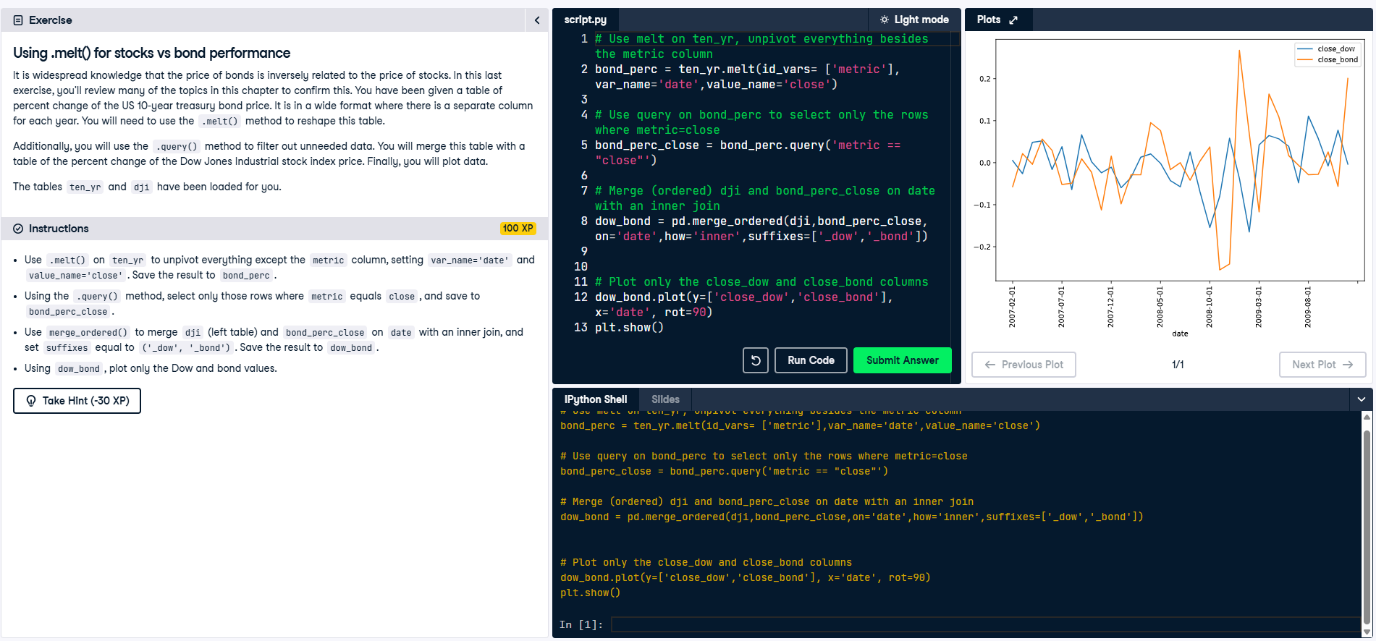 Exercise
Using .melt() for stocks vs bond performance
It is widespread knowledge that the price of bonds is inversely related to the price of stocks. In this last
exercise, you'll review many of the topics in this chapter to confirm this. You have been given a table of
percent change of the US 10-year treasury bond price. It is in a wide format where there is a separate column
for each year. You will need to use the .melt() method to reshape this table.
Additionally, you will use the .query() method to filter out unneeded data. You will merge this table with a
table of the percent change of the Dow Jones Industrial stock index price. Finally, you will plot data.
The tables ten_yr and dji have been loaded for you.
Instructions
100 XP
• Use .melt() on ten_yr to unpivot everything except the metric column, setting var_name='date' and
value_name='close' . Save the result to bond_perc .
• Using the .query() method, select only those rows where metric equals close , and save to
bond_perc_close .
• Use merge_ordered() to merge dji (left table) and bond_perc_close on date with an inner join, and
set suffixes equal to ('_dow', '_bond') . Save the result to dow_bond .
• Using dow_bond , plot only the Dow and bond values.
Take Hint (-30 XP)
script.py
Light mode
1 # Use melt on ten_yr, unpivot everything besides
the metric column
2 bond_perc = ten_yr.melt(id_vars= ['metric'],
var_name='date',value_name='close')
3
4 # Use query on bond_perc to select only the rows
where metric=close
5 bond_perc_close = bond_perc.query('metric ==
"close"')
6
7 # Merge (ordered) dji and bond_perc_close on date
with an inner join
8 dow_bond = pd.merge_ordered(dji,bond_perc_close,
on='date',how='inner',suffixes=['_dow','_bond'])
9
10
11 # Plot only the close_dow and close_bond columns
12 dow_bond.plot(y=['close_dow','close_bond'],
x='date', rot=90)
13 plt.show()
Run Code
Submit Answer
Plots
close_dow
close_bond
0.2
0.1
0.0
−0.1
−0.2
2007-02-01
2007-07-01
2007-12-01
2008-05-01
2008-10-01
2009-03-01
2009-08-01
date
← Previous Plot
1/1
Next Plot →
IPython Shell
Slides
# Use melt on ten_yr, unpivot everything besides the metric column
bond_perc = ten_yr.melt(id_vars= ['metric'],var_name='date',value_name='close')
# Use query on bond_perc to select only the rows where metric=close
bond_perc_close = bond_perc.query('metric == "close"')
# Merge (ordered) dji and bond_perc_close on date with an inner join
dow_bond = pd.merge_ordered(dji,bond_perc_close,on='date',how='inner',suffixes=['_dow','_bond'])
# Plot only the close_dow and close_bond columns
dow_bond.plot(y=['close_dow','close_bond'], x='date', rot=90)
plt.show()
In [1]: